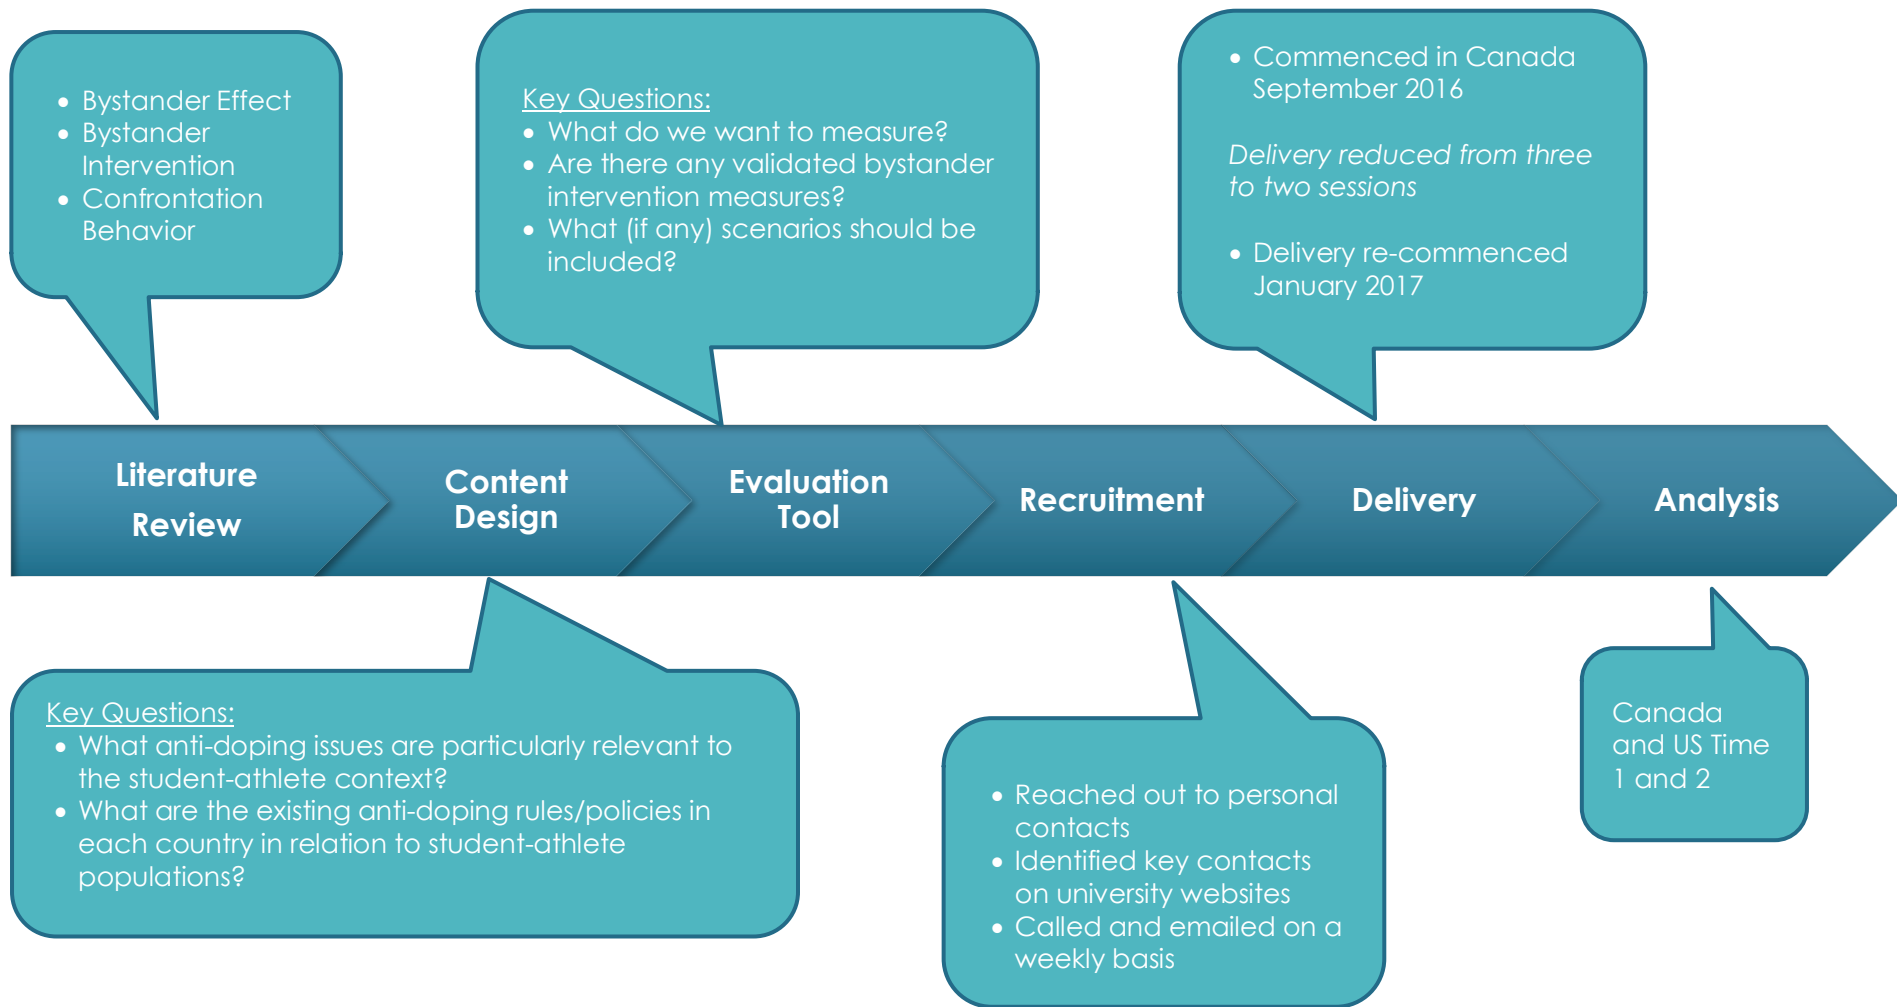 • Bystander Effect
• Bystander
Intervention
• Confrontation
Behavior
Key Questions:
• What do we want to measure?
• Are there any validated bystander
intervention measures?
• What (if any) scenarios should be
included?
• Commenced in Canada
September 2016
Delivery reduced from three
to two sessions
• Delivery re-commenced
January 2017
Literature
Review
Content
Design
Evaluation
Tool
Recruitment
Delivery
Analysis
Key Questions:
• What anti-doping issues are particularly relevant to
the student-athlete context?
• What are the existing anti-doping rules/policies in
each country in relation to student-athlete
populations?
• Reached out to personal
contacts
• Identified key contacts
on university websites
• Called and emailed on a
weekly basis
Canada
and US Time
1 and 2